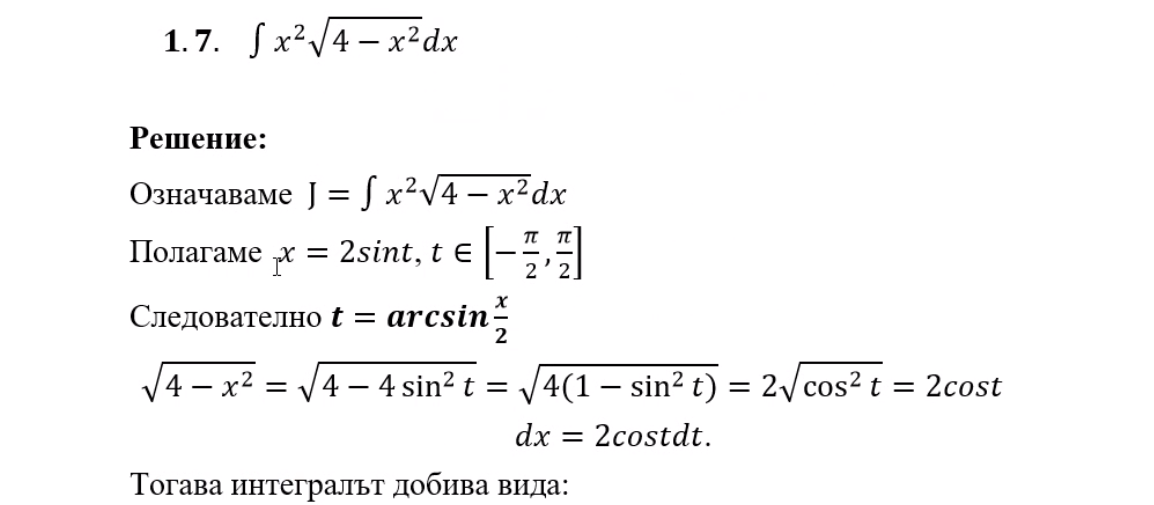 1.7. ∫ x²√(4 − x²)dx
Решение:
Означаваме J = ∫ x²√(4 − x²)dx
Полагаме x = 2sint, t ∈ [−π/2, π/2]
Следователно t = arcsin x/2
√(4 − x²) = √(4 − 4 sin² t) = √(4(1 − sin² t)) = 2√(cos² t) = 2cost
dx = 2costdt.
Тогава интегралът добива вида: